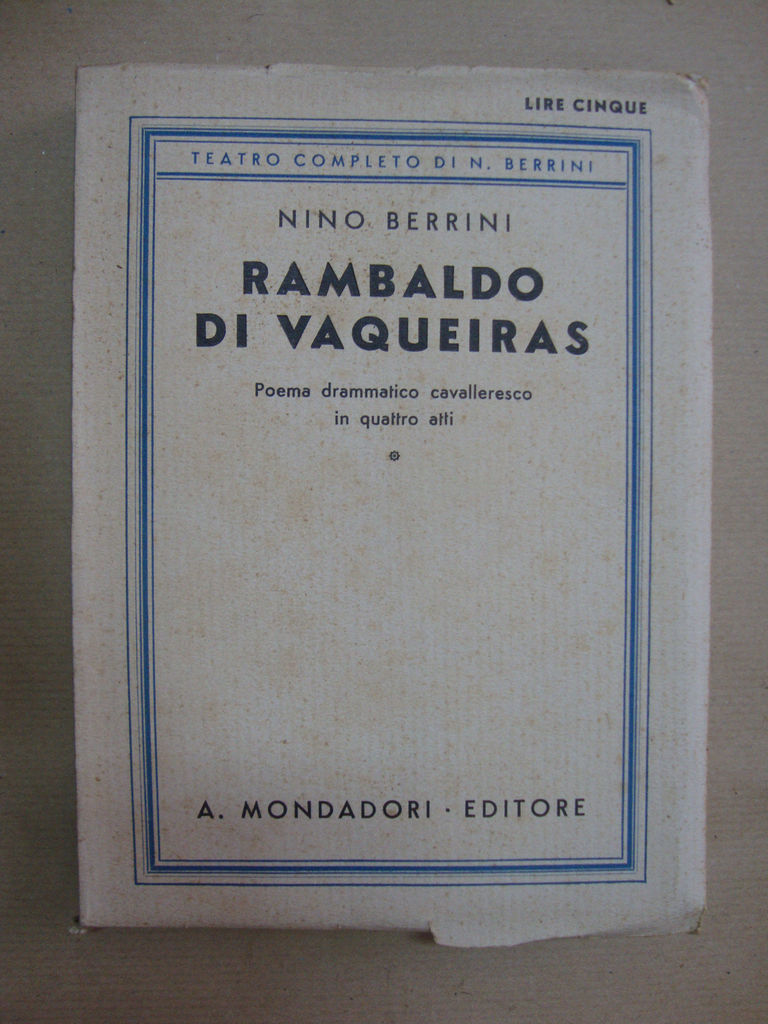 LIRE CINQUE
TEATRO COMPLETO DI N. BERRINI
NINO BERRINI
RAMBALDO
DI VAQUEIRAS
Poema drammatico cavalleresco
in quattro atti
A. MONDADORI · EDITORE